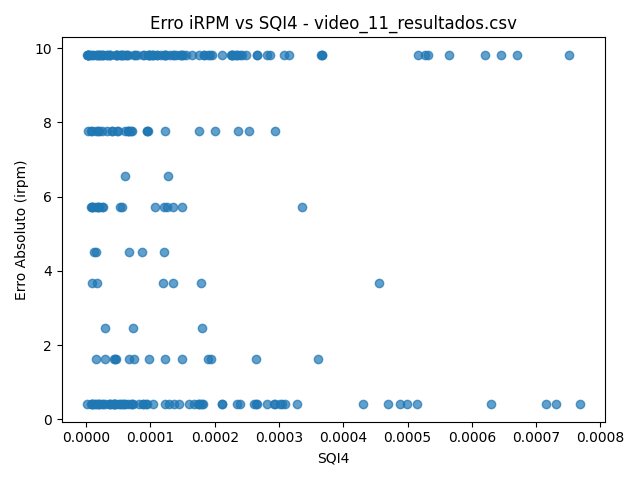 Erro iRPM vs SQI4 - video_11_resultados.csv
Erro Absoluto (irpm)
10
8
6
4
2
0
0.0000 0.0001 0.0002 0.0003 0.0004 0.0005 0.0006 0.0007 0.0008
SQI4